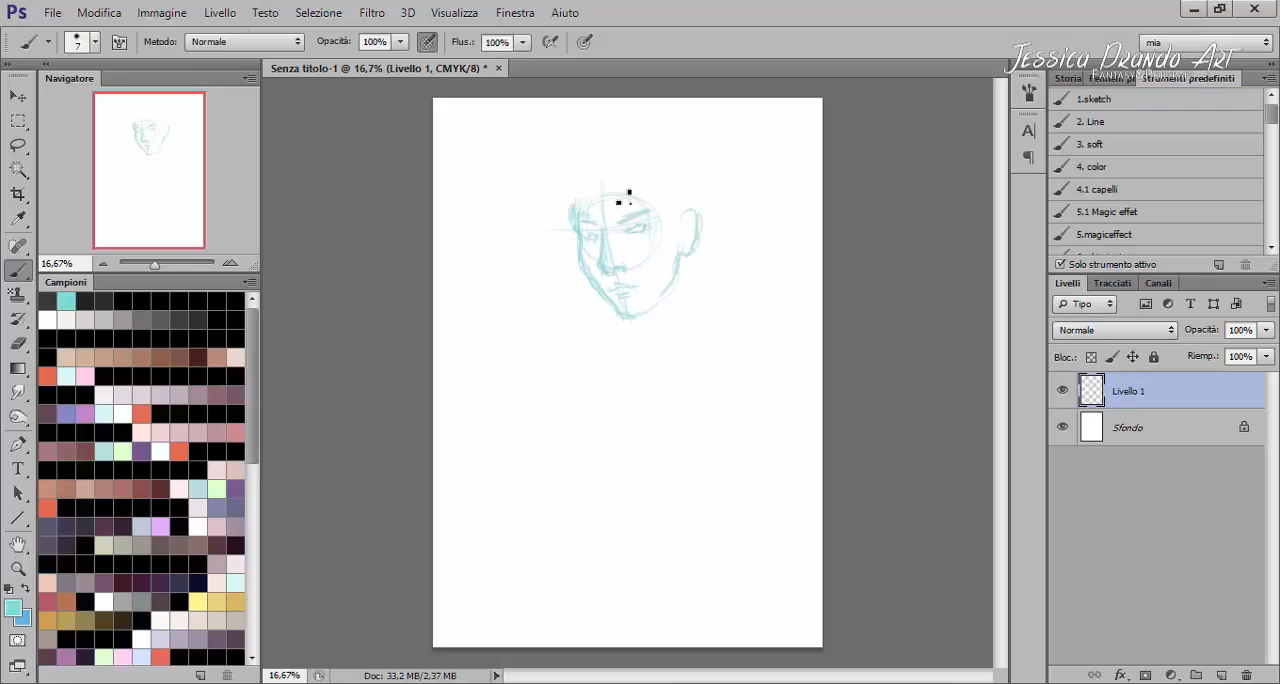 Ps File Modifica Immagine Livello Testo Selezione Filtro 3D Visualizza Finestra Aiuto
7 Metodo: Normale Opacità: 100% Flus.: 100% mia
Jessica Prando Art
Senza titolo-1 @ 16,7% (Livello 1, CMYK/8) * ×
Navigatore
Storia Strumenti predefiniti
1.sketch
2. Line
3. soft
4. color
4.1 capelli
5.1 Magic effet
5.magiceffect
16,67%
Solo strumento attivo
Campioni
Livelli Tracciati Canali
Tipo
Normale Opacità: 100%
Bloc.: Riemp.: 100%
Livello 1
Sfondo
16,67% Doc: 33,2 MB/2,37 MB